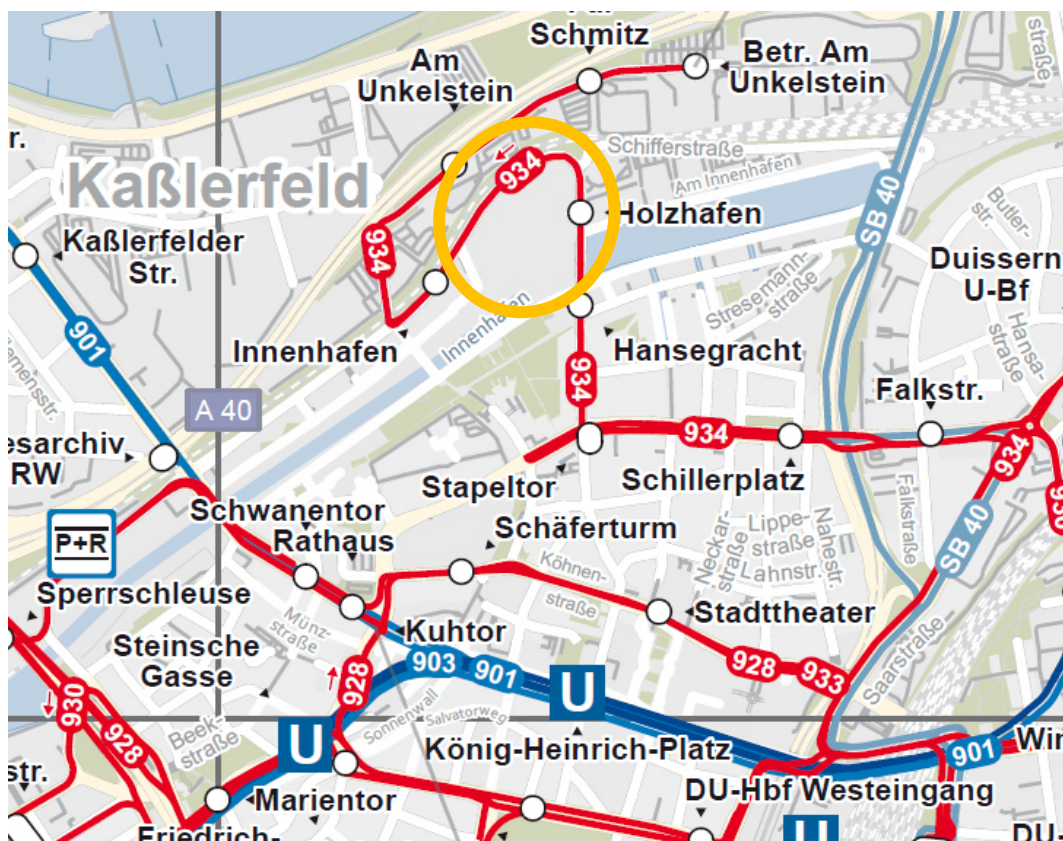 Schmitz
Am
Unkelstein
Betr. Am
Unkelstein
straße
r.
Kaßlerfeld
934
Schifferstraße
Am Innenhafen
SB 40
Butler-
str.
Holzhafen
Kaßlerfelder
Str.
934
Duissern
U-Bf
Stresemann-
straße
Hansa-
Innenhafen
Innenhafen
901
Hansegracht
934
A 40
Falkstr.
esarchiv
RW
934
934
Stapeltor
Schillerplatz
Falkstraße
Schwanentor
Rathaus
Schäferturm
P+R
Neckar-
straße
Lippe-
straße
Lahnstr.
Nahestr.
SB 40
Köhnen-
straße
Sperrschleuse
Münz-
straße
Stadttheater
Steinsche
Gasse
Kuhtor
903
901
928
933
Saarstraße
928
U
930
928
Beek-
straße
U
Sonnenwall
Salvatorweg
König-Heinrich-Platz
901
str.
Marientor
DU-Hbf Westeingang
Friedrich-
U
DU-